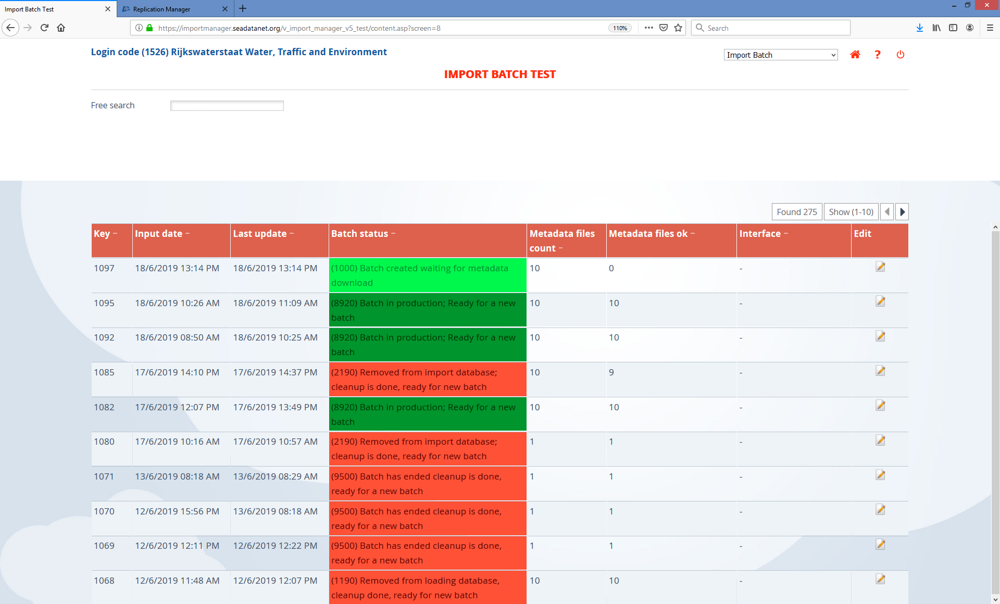 Import Batch Test
Replication Manager
https://importmanager.seadatanet.org/v_import_manager_v5_test/content.asp?screen=8
110%
Search
Login code (1526) Rijkswaterstaat Water, Traffic and Environment
Import Batch
?
IMPORT BATCH TEST
Free search
Found 275 Show (1-10)
Key – Input date – Last update – Batch status – Metadata files count – Metadata files ok – Interface – Edit
1097 18/6/2019 13:14 PM 18/6/2019 13:14 PM (1000) Batch created waiting for metadata download 10 0 -
1095 18/6/2019 10:26 AM 18/6/2019 11:09 AM (8920) Batch in production; Ready for a new batch 10 10 -
1092 18/6/2019 08:50 AM 18/6/2019 10:25 AM (8920) Batch in production; Ready for a new batch 10 10 -
1085 17/6/2019 14:10 PM 17/6/2019 14:37 PM (2190) Removed from import database; cleanup is done, ready for new batch 10 9 -
1082 17/6/2019 12:07 PM 17/6/2019 13:49 PM (8920) Batch in production; Ready for a new batch 10 10 -
1080 17/6/2019 10:16 AM 17/6/2019 10:57 AM (2190) Removed from import database; cleanup is done, ready for new batch 1 1 -
1071 13/6/2019 08:18 AM 13/6/2019 08:29 AM (9500) Batch has ended cleanup is done, ready for a new batch 1 1 -
1070 12/6/2019 15:56 PM 13/6/2019 08:18 AM (9500) Batch has ended cleanup is done, ready for a new batch 1 1 -
1069 12/6/2019 12:11 PM 12/6/2019 12:22 PM (9500) Batch has ended cleanup is done, ready for a new batch 1 1 -
1068 12/6/2019 11:48 AM 12/6/2019 12:07 PM (1190) Removed from loading database, cleanup done, ready for new batch 10 10 -